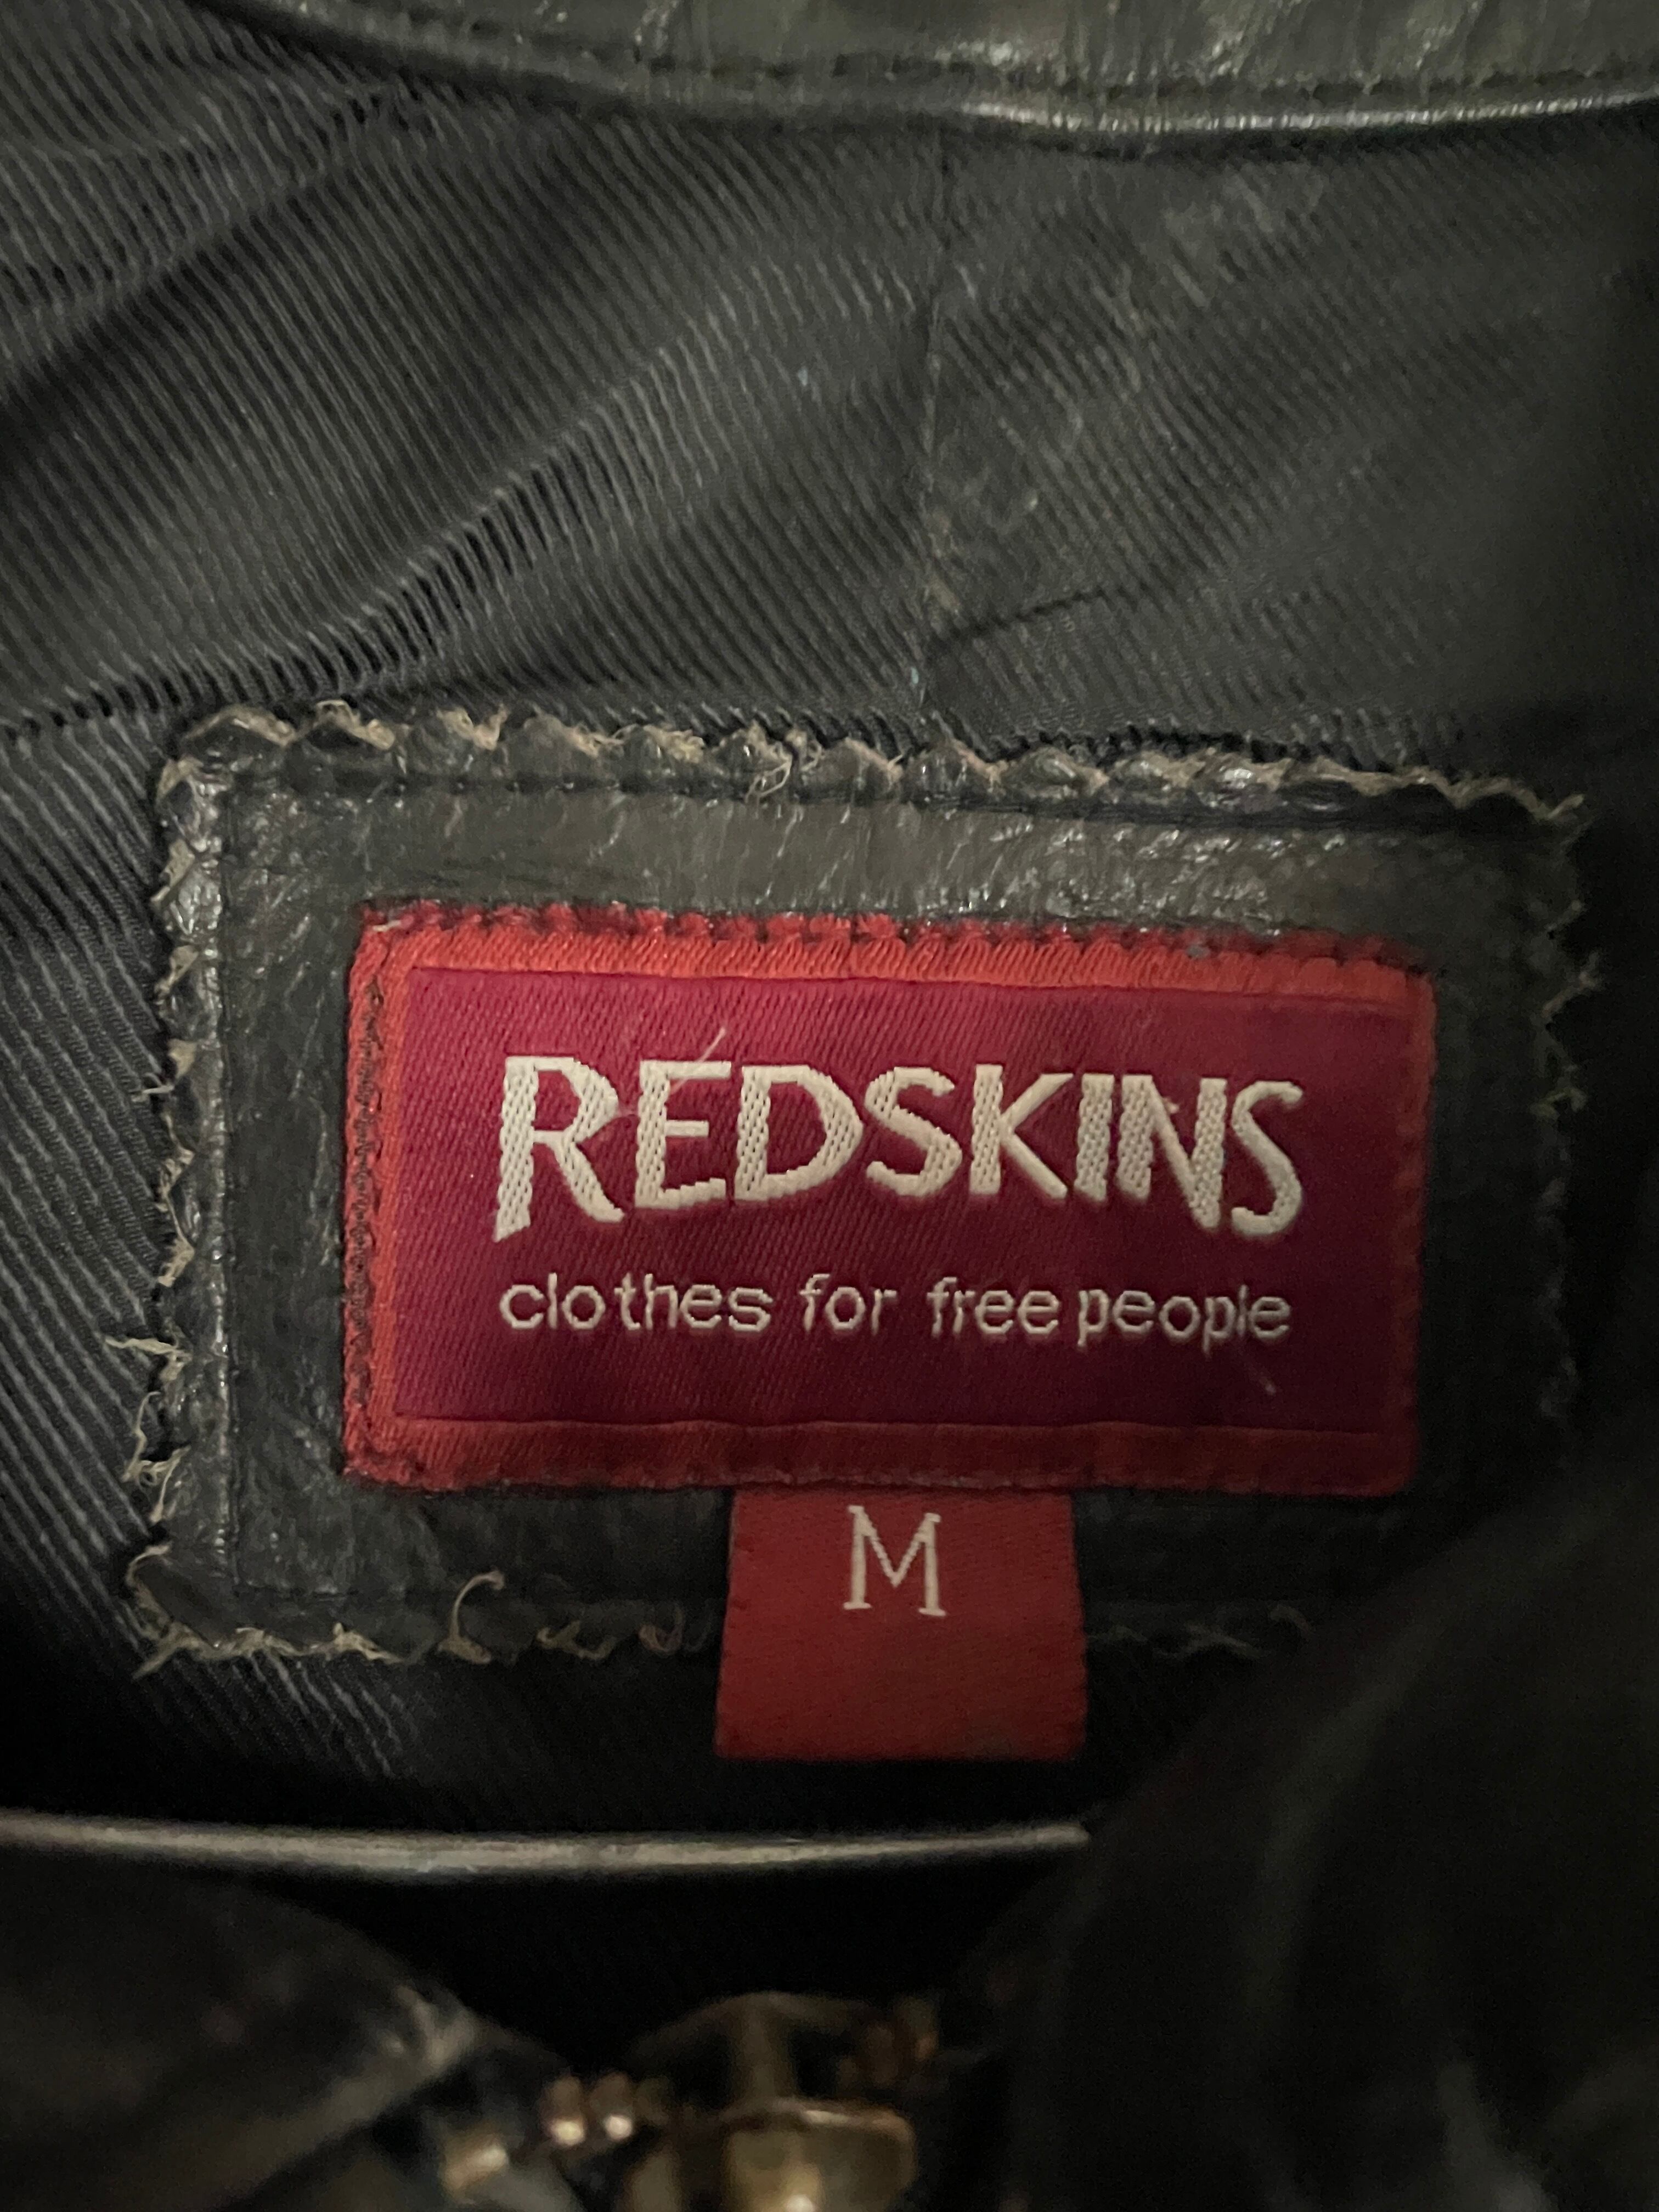 REDSKINS
clothes for free people
M